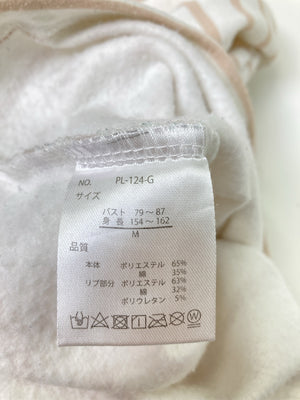 NO. PL-124-G
サイズ
バスト 79～87
身 長 154～162
M
品質
本体 ポリエステル 65%
綿 35%
リブ部分 ポリエステル 63%
綿 32%
ポリウレタン 5%